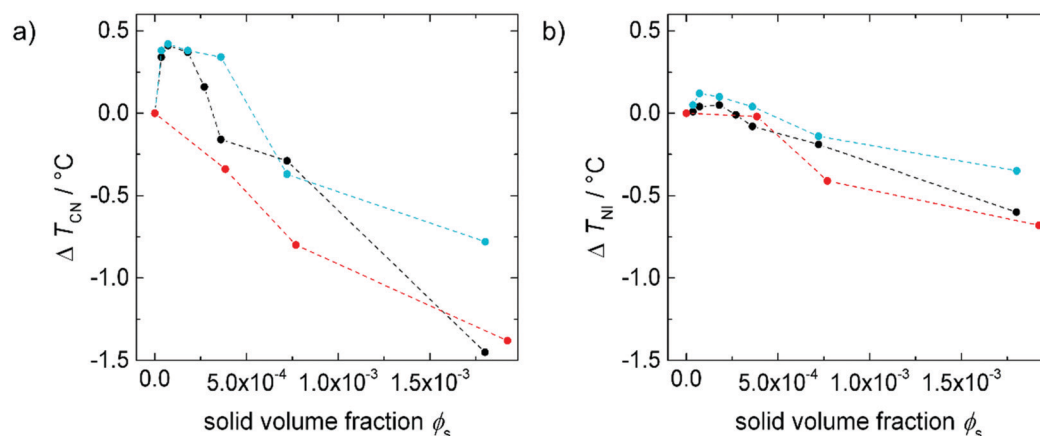 a)
0.5
0.0
-0.5
-1.0
-1.5
Δ T_CN / °C
0.0 5.0x10⁻⁴ 1.0x10⁻³ 1.5x10⁻³
solid volume fraction ϕ_s
b)
0.5
0.0
-0.5
-1.0
-1.5
Δ T_NI / °C
0.0 5.0x10⁻⁴ 1.0x10⁻³ 1.5x10⁻³
solid volume fraction ϕ_s